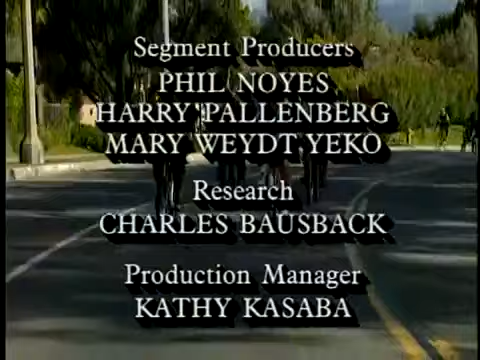 Segment Producers
PHIL NOYES
HARRY PALLENBERG
MARY WEYDT YEKO
Research
CHARLES BAUSBACK
Production Manager
KATHY KASABA